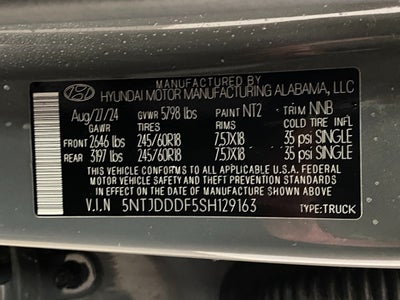 MANUFACTURED BY
HYUNDAI MOTOR MANUFACTURING ALABAMA, LLC
Aug/27/24 GVWR 5798 lbs PAINT NT2 TRIM NNB
GAWR TIRES RIMS COLD TIRE INFL
FRONT 2646 lbs 245/60R18 7.5JX18 35 psi SINGLE
REAR 3197 lbs 245/60R18 7.5JX18 35 psi SINGLE
THIS VEHICLE CONFORMS TO ALL APPLICABLE U.S.A FEDERAL
MOTOR VEHICLE SAFETY STANDARDS
IN EFFECT ON THE DATE OF MANUFACTURE SHOWN ABOVE
V.I.N 5NTJDDDF5SH129163 TYPE:TRUCK